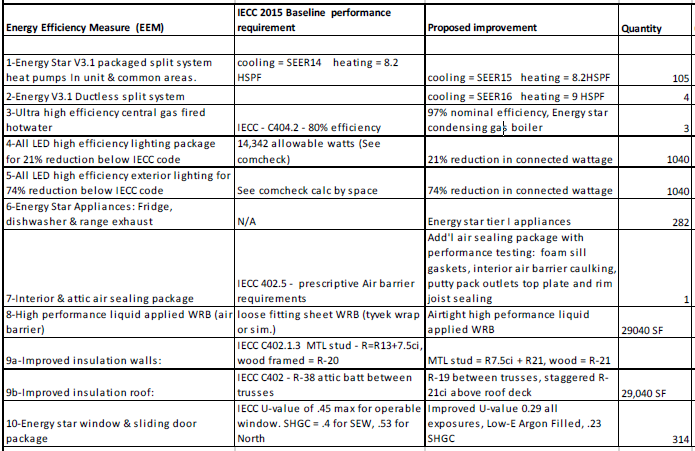 Energy Efficiency Measure (EEM)
IECC 2015 Baseline performance
requirement
Proposed improvement
Quantity
1-Energy Star V3.1 packaged split system
heat pumps In unit & common areas.
cooling = SEER14 heating = 8.2
HSPF
cooling = SEER15 heating = 8.2HSPF
105
2-Energy V3.1 Ductless split system
cooling = SEER16 heating = 9 HSPF
4
3-Ultra high efficiency central gas fired
hotwater
IECC - C404.2 - 80% efficiency
97% nominal efficiency, Energy star
condensing gas boiler
3
4-All LED high efficiency lighting package
for 21% reduction below IECC code
14,342 allowable watts (See
comcheck)
21% reduction in connected wattage
1040
5-All LED high efficiency exterior lighting for
74% reduction below IECC code
See comcheck calc by space
74% reduction in connected wattage
1040
6-Energy Star Appliances: Fridge,
dishwasher & range exhaust
N/A
Energy star tier I appliances
282
7-Interior & attic air sealing package
IECC 402.5 - prescriptive Air barrier
requirements
Add'l air sealing package with
performance testing: foam sill
gaskets, interior air barrier caulking,
putty pack outlets top plate and rim
joist sealing
1
8-High performance liquid applied WRB (air
barrier)
loose fitting sheet WRB (tyvek wrap
or sim.)
Airtight high peformance liquid
applied WRB
29040 SF
9a-Improved insulation walls:
IECC C402.1.3 MTL stud - R=R13+7.5ci,
wood framed = R-20
MTL stud = R7.5ci + R21, wood = R-21
9b-Improved insulation roof:
IECC C402 - R-38 attic batt between
trusses
R-19 between trusses, staggered R-
21ci above roof deck
29,040 SF
10-Energy star window & sliding door
package
IECC U-value of .45 max for operable
window. SHGC = .4 for SEW, .53 for
North
Improved U-value 0.29 all
exposures, Low-E Argon Filled, .23
SHGC
314